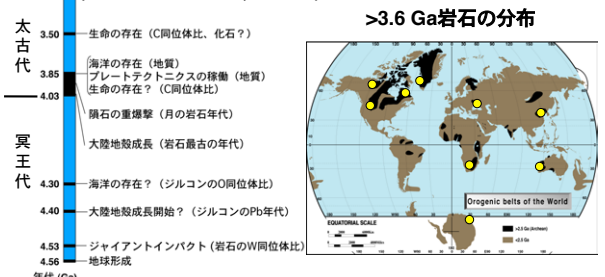 >3.6 Ga岩石の分布
太古代
冥王代
3.50 生命の存在（C同位体比、化石？）
海洋の存在（地質）
3.85 プレートテクトニクスの稼働（地質）
生命の存在？（C同位体比）
4.03
隕石の重爆撃（月の岩石年代）
大陸地殻成長（岩石最古の年代）
4.30 海洋の存在？（ジルコンのO同位体比）
4.40 大陸地殻成長開始？（ジルコンのPb年代）
4.53 ジャイアントインパクト（岩石のW同位体比）
4.56 地球形成
年代 (Ga)
Orogenic belts of the World
EQUATORIAL SCALE
>2.5 Ga (Archean)
<2.5 Ga